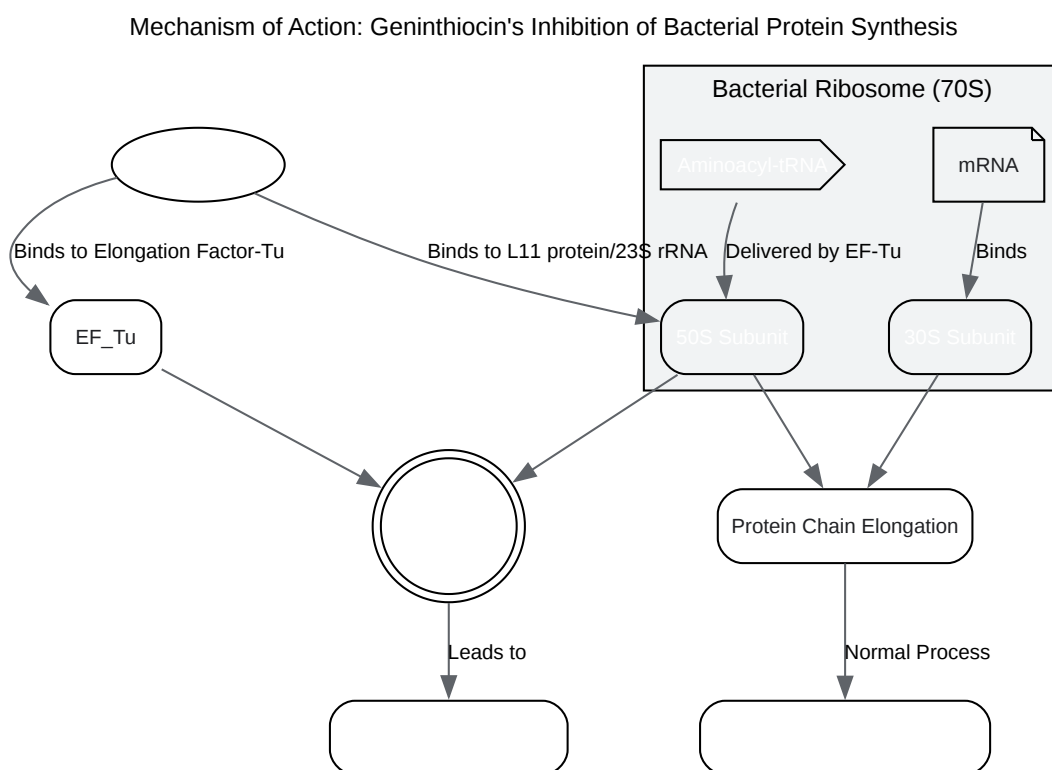 Mechanism of Action: Geninthiocin's Inhibition of Bacterial Protein Synthesis
Bacterial Ribosome (70S)
Aminoacyl-tRNA
mRNA
Binds to Elongation Factor-Tu
Binds to L11 protein/23S rRNA
Delivered by EF-Tu
Binds
EF_Tu
50S Subunit
30S Subunit
Protein Chain Elongation
Leads to
Normal Process